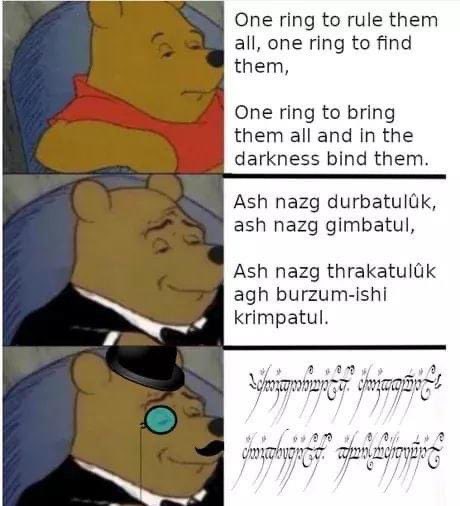 One ring to rule them
all, one ring to find
them,
One ring to bring
them all and in the
darkness bind them.
Ash nazg durbatulûk,
ash nazg gimbatul,
Ash nazg thrakatulûk
agh burzum-ishi
krimpatul.